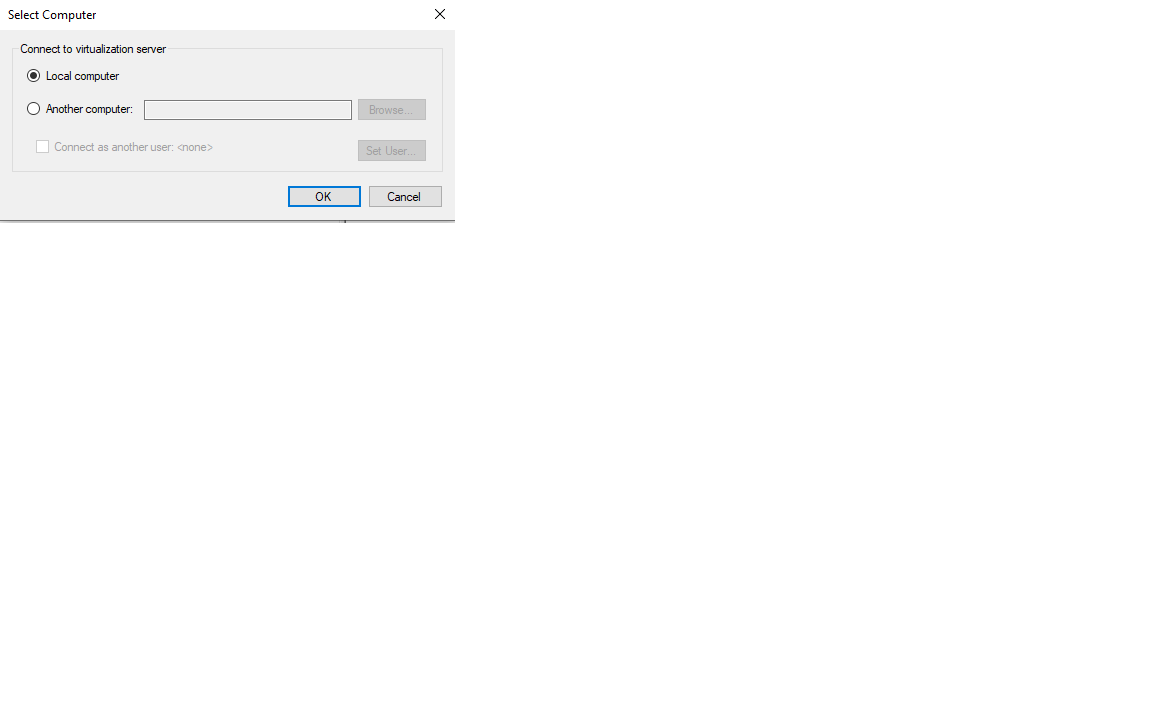 Select Computer
Connect to virtualization server
Local computer
Another computer:
Browse...
Connect as another user: <none>
Set User...
OK
Cancel